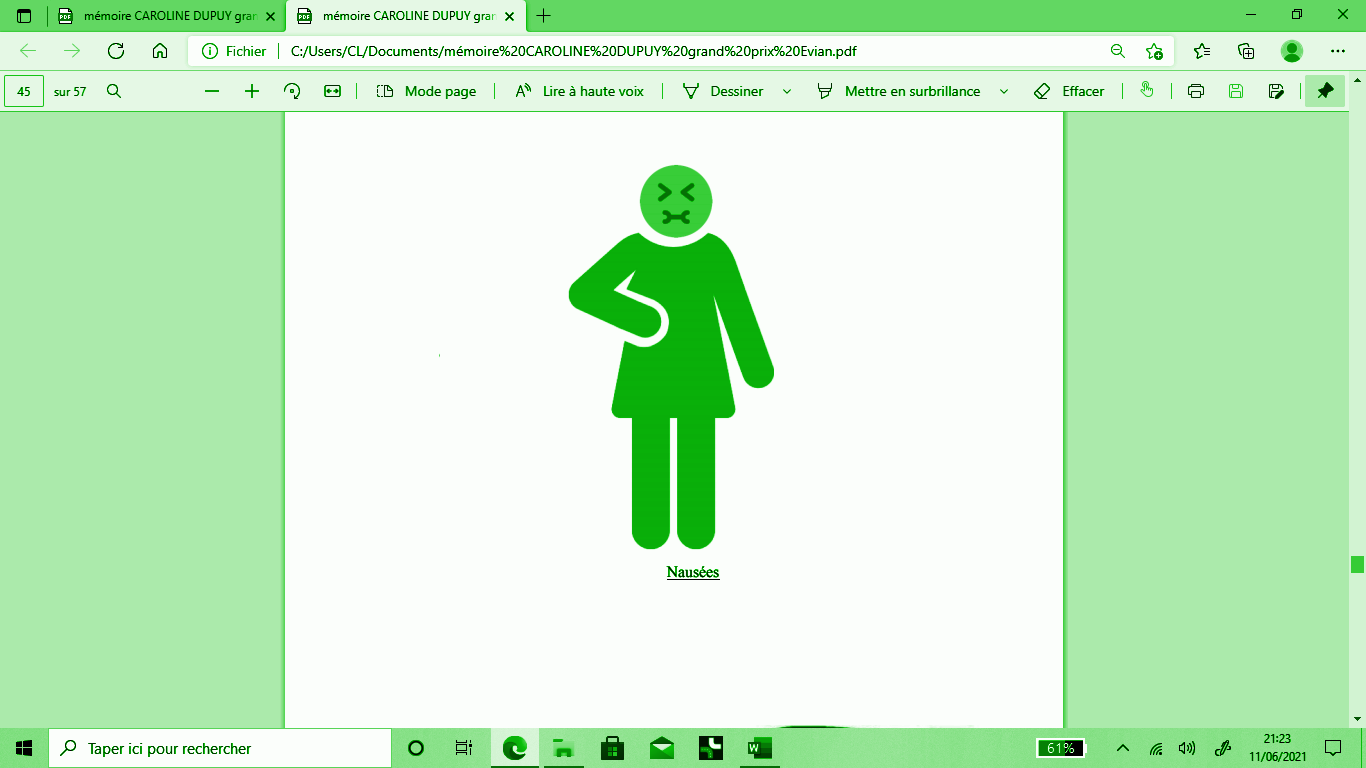 mémoire CAROLINE DUPUY gran
mémoire CAROLINE DUPUY gran
Fichier
C:/Users/CL/Documents/mémoire%20CAROLINE%20DUPUY%20grand%20prix%20Evian.pdf
45 sur 57
Mode page
Lire à haute voix
Dessiner
Mettre en surbrillance
Effacer
Nausées
Taper ici pour rechercher
61%
21:23
11/06/2021